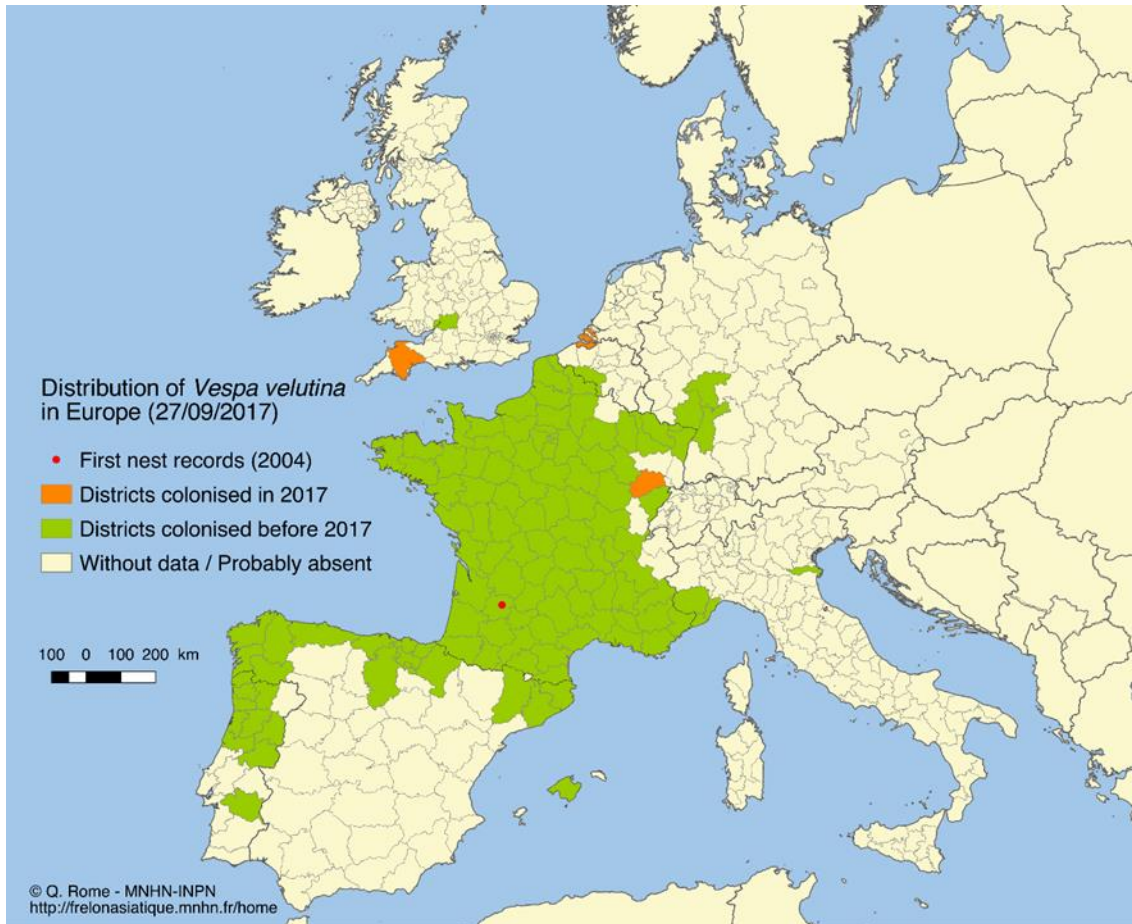 Distribution of Vespa velutina
in Europe (27/09/2017)
First nest records (2004)
Districts colonised in 2017
Districts colonised before 2017
Without data / Probably absent
100 0 100 200 km
© Q. Rome - MNHN-INPN
http://frelonasiatique.mnhn.fr/home